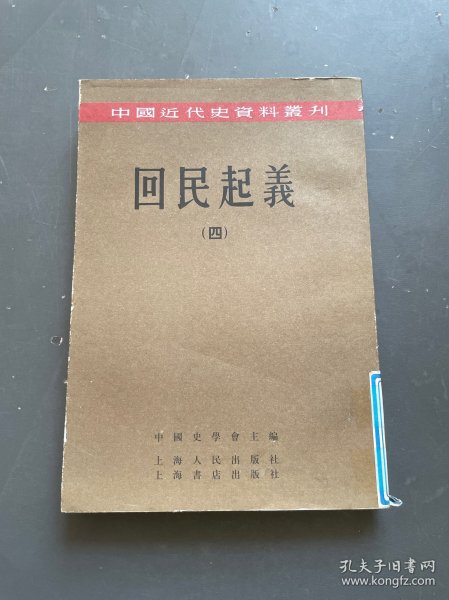 中國近代史資料叢刊
回民起義
(四)
中國史學會主編
上海人民出版社
上海書店出版社
孔夫子旧书网
www.kongfz.com